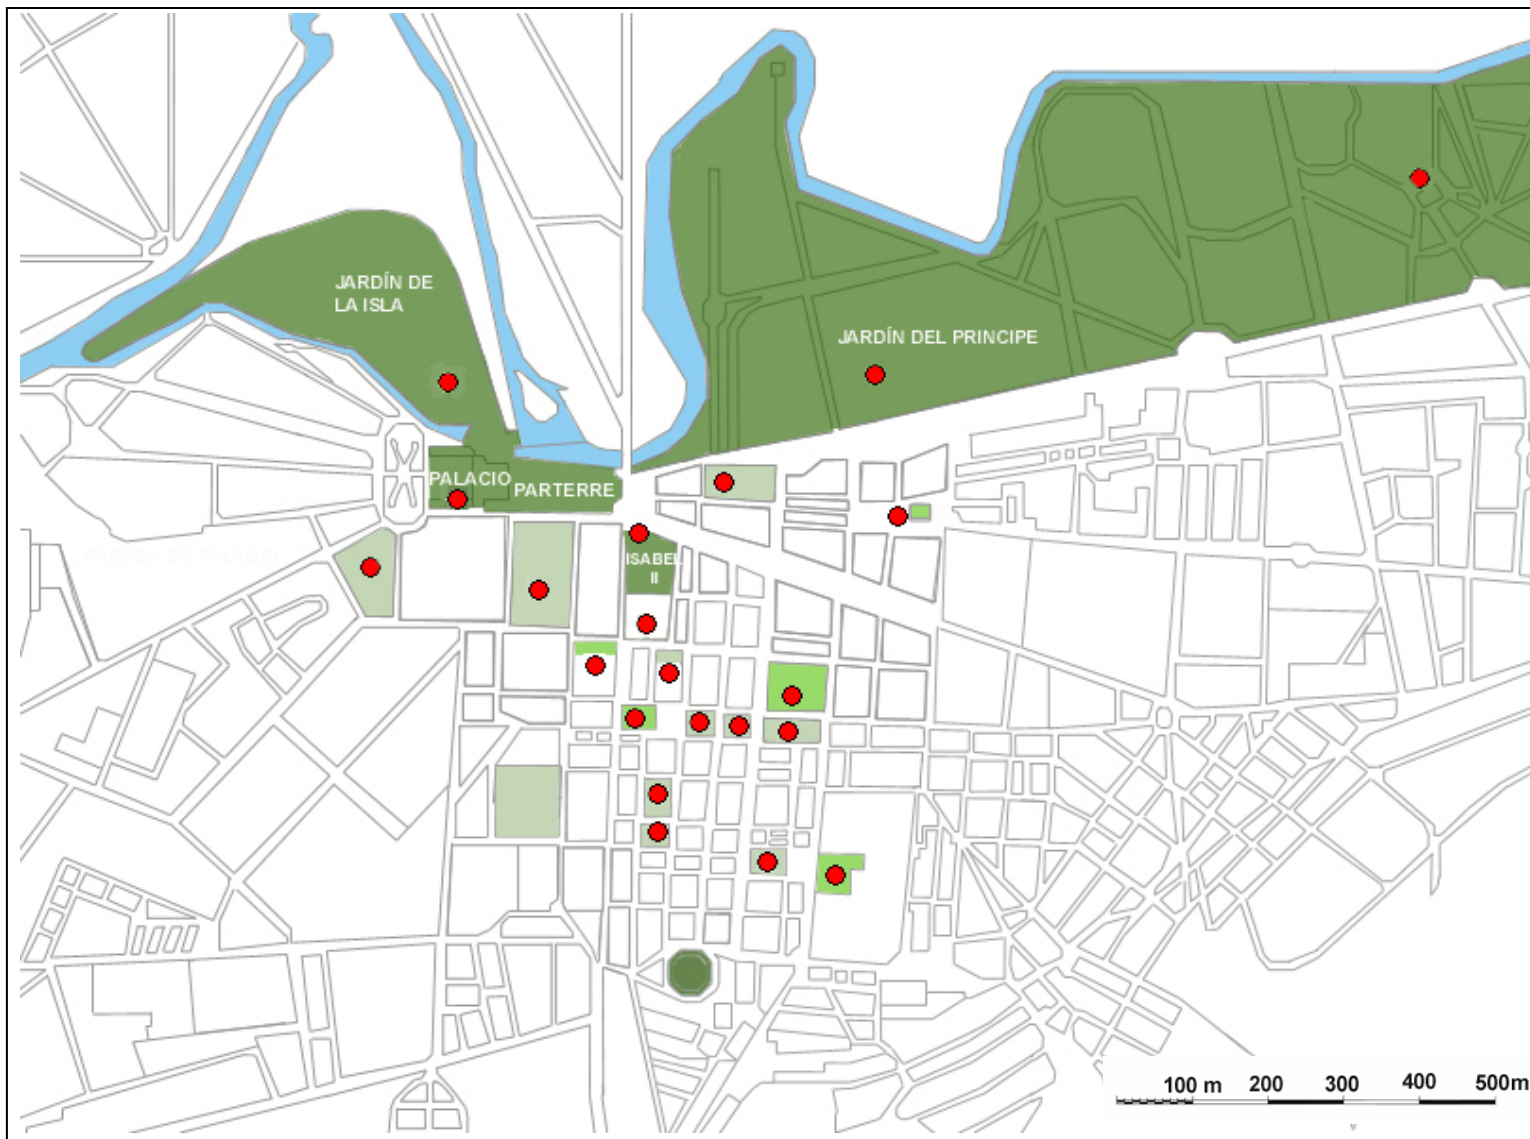 JARDÍN DE
LA ISLA
JARDÍN DEL PRINCIPE
PALACIO
PARTERRE
ISABEL
II
100 m 200 300 400 500m